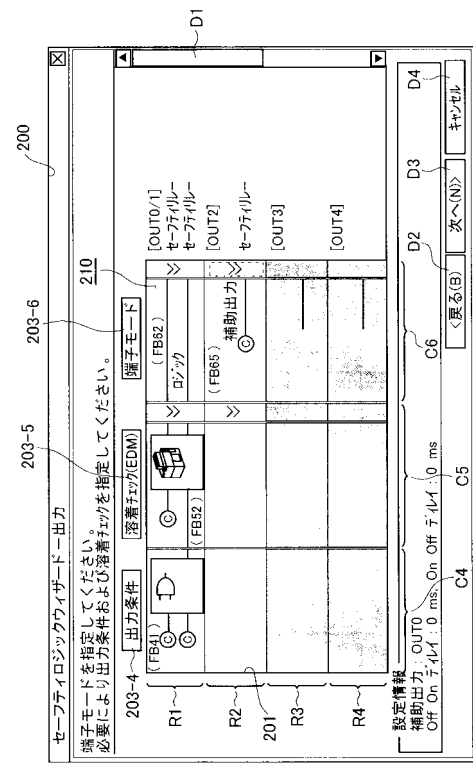 200
セーフティロジックウィザードー出力
端子モードを指定してください。
必要により出力条件および溶着チェックを指定してください。
203-4
203-5
203-6
出力条件
溶着チェック(EDM)
端子モード
210
D1
R1
(FB41)
C
C
C
(FB52)
(FB62)
ロジック
[OUT0/1]
セーフティリレー
セーフティリレー
R2
(FB65)
補助出力
C
[OUT2]
セーフティリレー
R3
[OUT3]
R4
[OUT4]
201
設定情報
補助出力 : OUT0
Off On ディレイ : 0 ms, On Off ディレイ : 0 ms
C4
C5
C6
D2
D3
D4
<戻る(B)
次へ(N)>
キャンセル